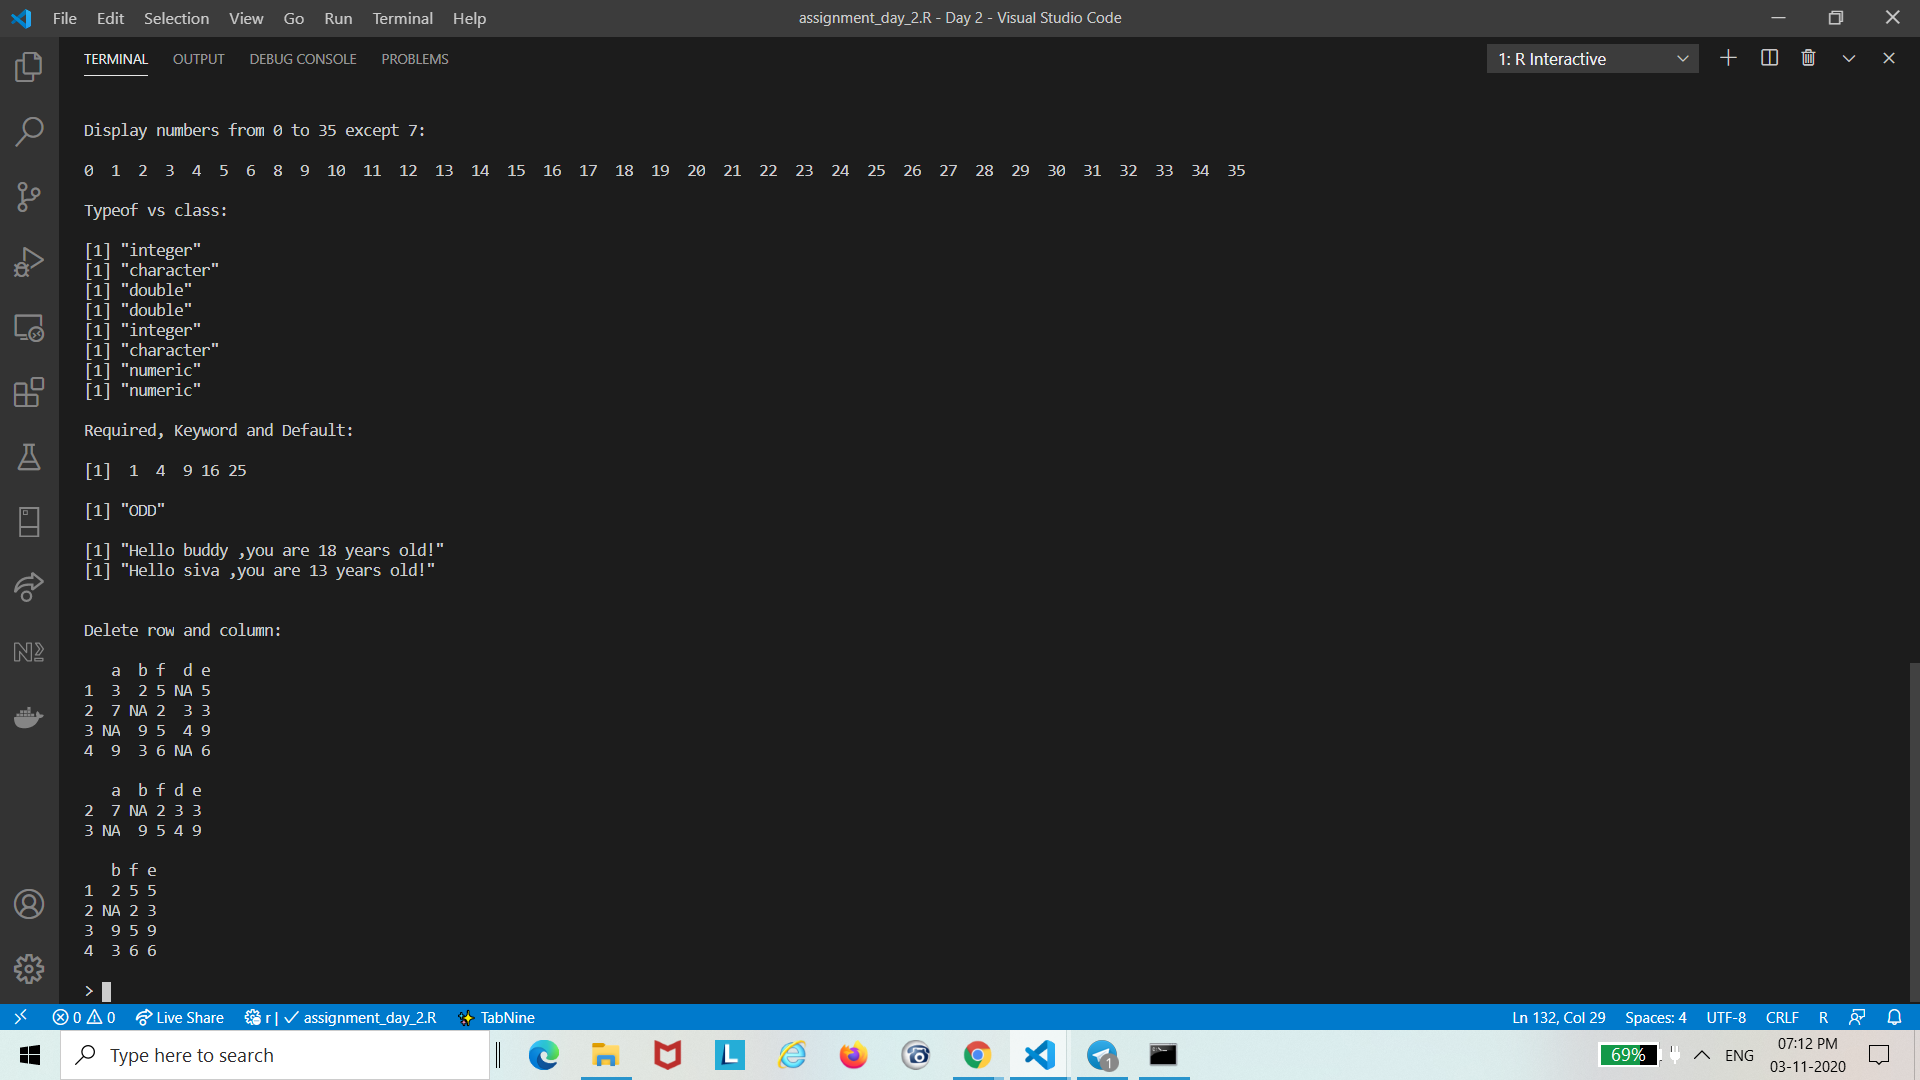 File Edit Selection View Go Run Terminal Help
assignment_day_2.R - Day 2 - Visual Studio Code
TERMINAL OUTPUT DEBUG CONSOLE PROBLEMS
1: R Interactive
Display numbers from 0 to 35 except 7:
0 1 2 3 4 5 6 8 9 10 11 12 13 14 15 16 17 18 19 20 21 22 23 24 25 26 27 28 29 30 31 32 33 34 35
Typeof vs class:
[1] "integer"
[1] "character"
[1] "double"
[1] "double"
[1] "integer"
[1] "character"
[1] "numeric"
[1] "numeric"
Required, Keyword and Default:
[1]  1  4  9 16 25
[1] "ODD"
[1] "Hello buddy ,you are 18 years old!"
[1] "Hello siva ,you are 13 years old!"
Delete row and column:
   a  b f  d e
1  3  2 5 NA 5
2  7 NA 2  3 3
3 NA  9 5  4 9
4  9  3 6 NA 6
   a  b f d e
2  7 NA 2 3 3
3 NA  9 5 4 9
   b f e
1  2 5 5
2 NA 2 3
3  9 5 9
4  3 6 6
>
0 0 Live Share r | ✓ assignment_day_2.R TabNine
Ln 132, Col 29 Spaces: 4 UTF-8 CRLF R
Type here to search
L
1
69%
ENG
07:12 PM
03-11-2020